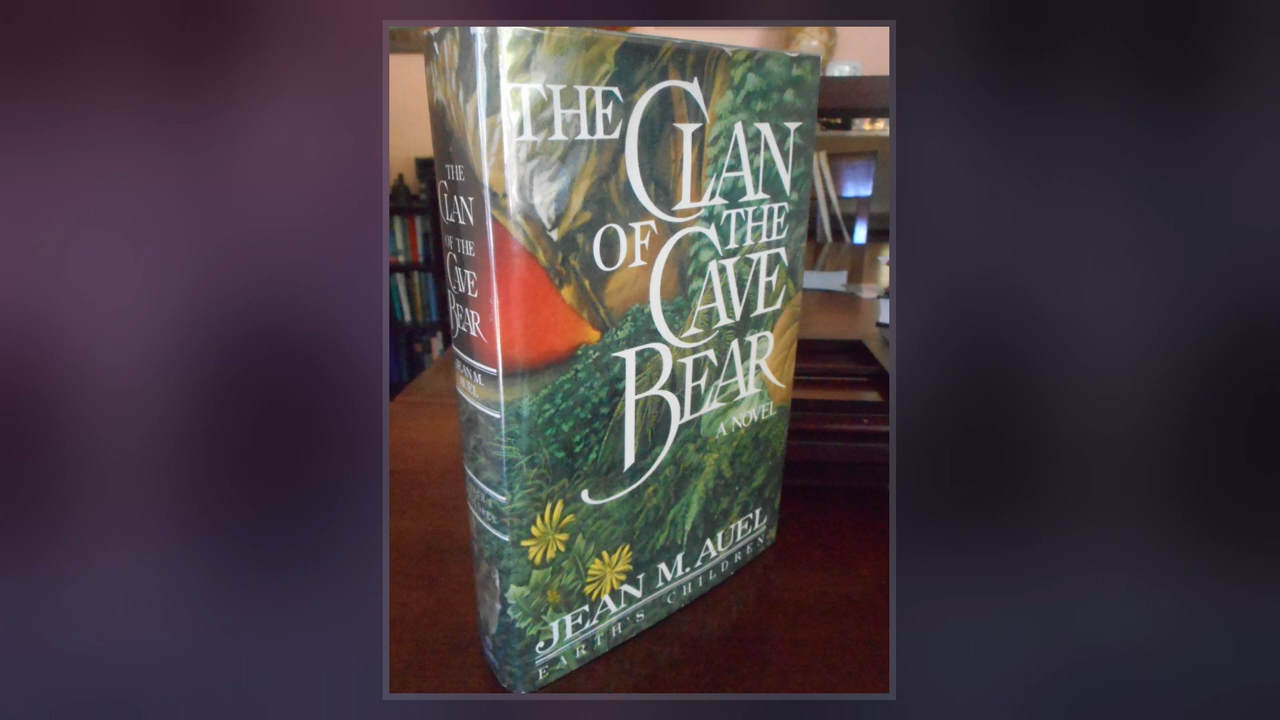 THE
CLAN
OF THE
CAVE
BEAR
JEAN M.
AUEL
THE CLAN
OF THE
CAVE
BEAR
A NOVEL
JEAN M. AUEL
EARTH'S CHILDREN